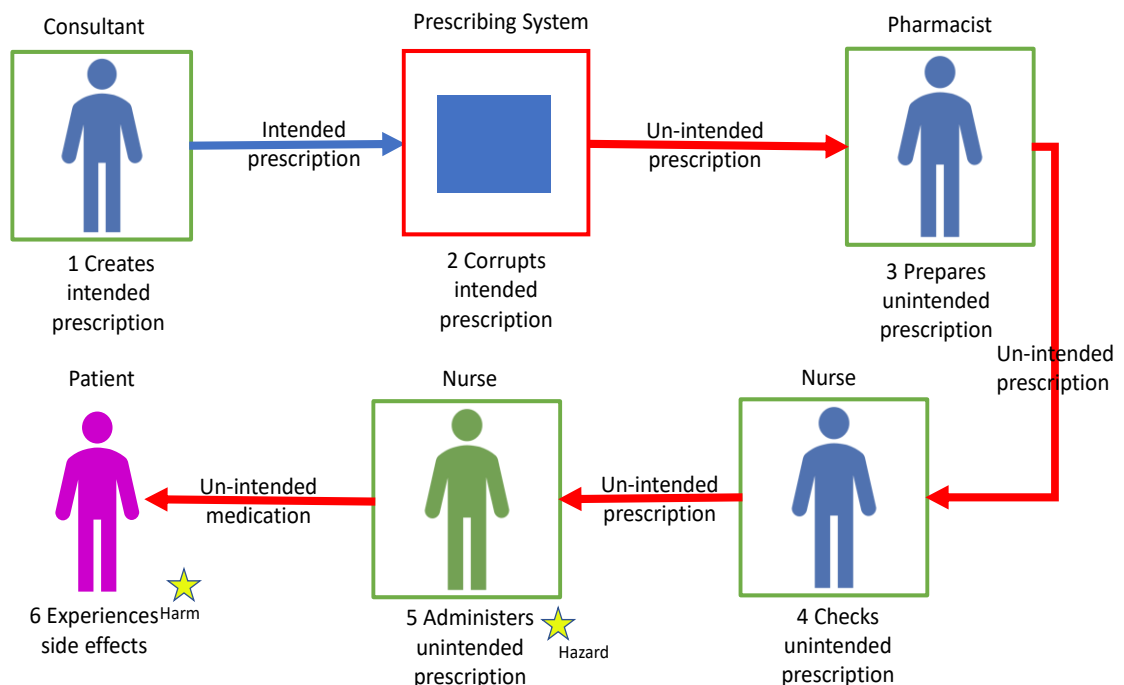 Consultant
Prescribing System
Pharmacist
Intended
prescription
Un-intended
prescription
1 Creates
intended
prescription
2 Corrupts
intended
prescription
3 Prepares
unintended
prescription
Un-intended
prescription
Patient
Nurse
Nurse
Un-intended
medication
Un-intended
prescription
6 Experiences
side effects
Harm
5 Administers
unintended
prescription
Hazard
4 Checks
unintended
prescription